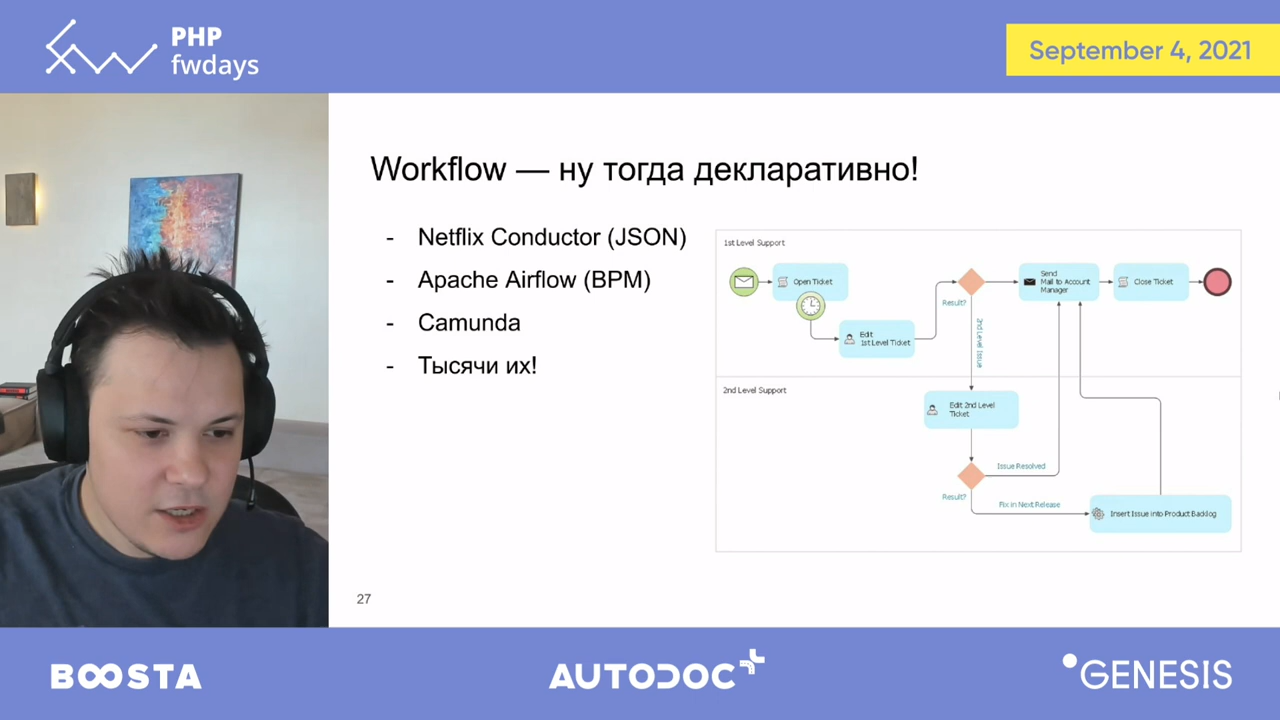 PHP
fwdays
September 4, 2021
Workflow — ну тогда декларативно!
- Netflix Conductor (JSON)
- Apache Airflow (BPM)
- Camunda
- Тысячи их!
1st Level Support
Open Ticket
Edit
1st Level Ticket
Result?
2nd Level Issue
Send
Mail to Account
Manager
Close Ticket
2nd Level Support
Edit 2nd Level
Ticket
Issue Resolved
Result?
Fix in Next Release
Insert Issue into Product Backlog
27
BOOSTA
AUTODOC
GENESIS